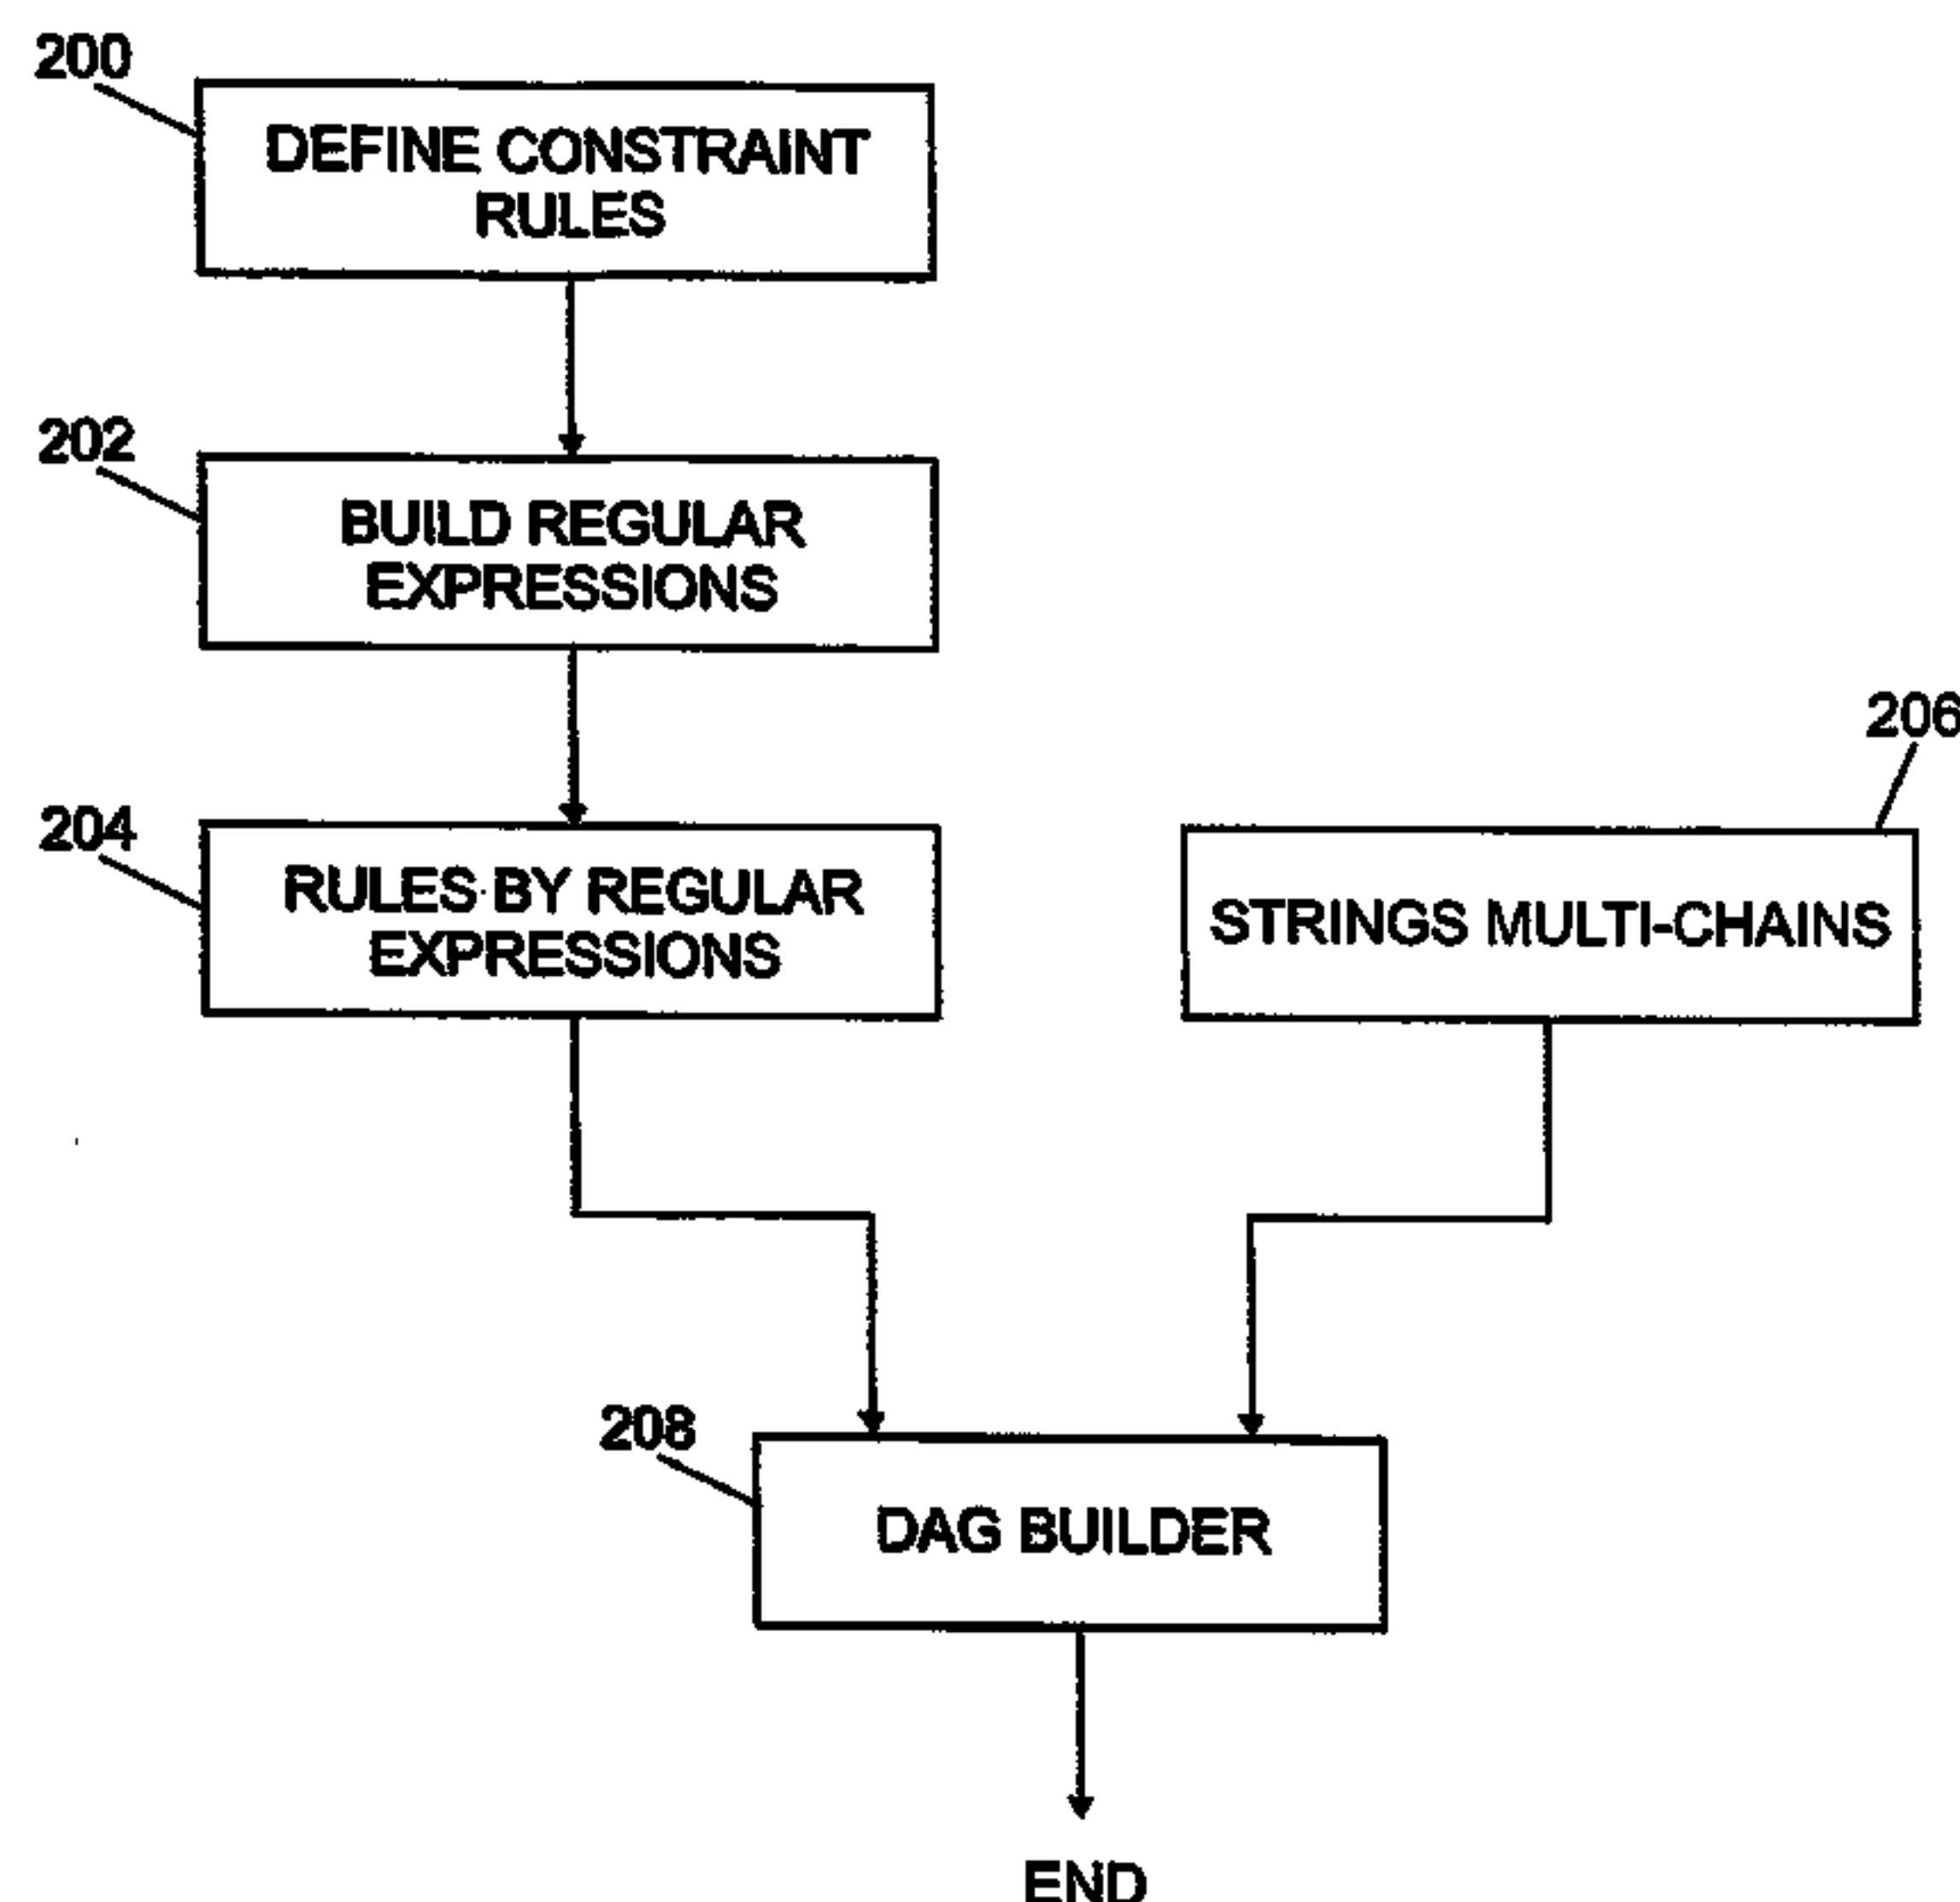 200
DEFINE CONSTRAINT
RULES
202
BUILD REGULAR
EXPRESSIONS
206
204
RULES BY REGULAR
EXPRESSIONS
STRINGS MULTI-CHAINS
208
DAG BUILDER
END